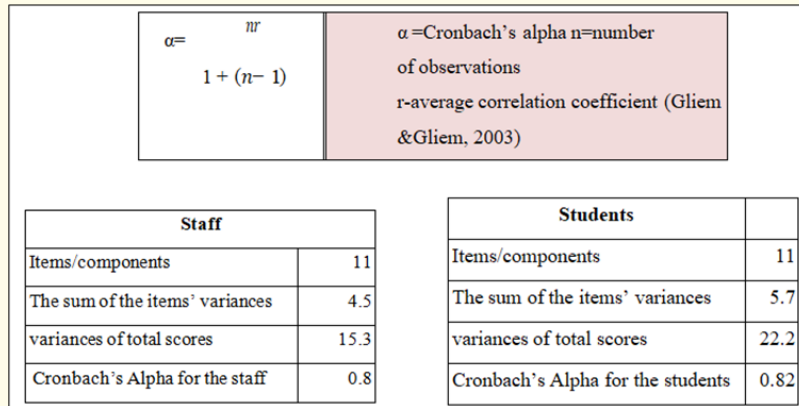 α= nr
1 + (n− 1)
α =Cronbach’s alpha n=number
of observations
r-average correlation coefficient (Gliem
&Gliem, 2003)
Staff
Items/components 11
The sum of the items’ variances 4.5
variances of total scores 15.3
Cronbach’s Alpha for the staff 0.8
Students
Items/components 11
The sum of the items’ variances 5.7
variances of total scores 22.2
Cronbach’s Alpha for the students 0.82